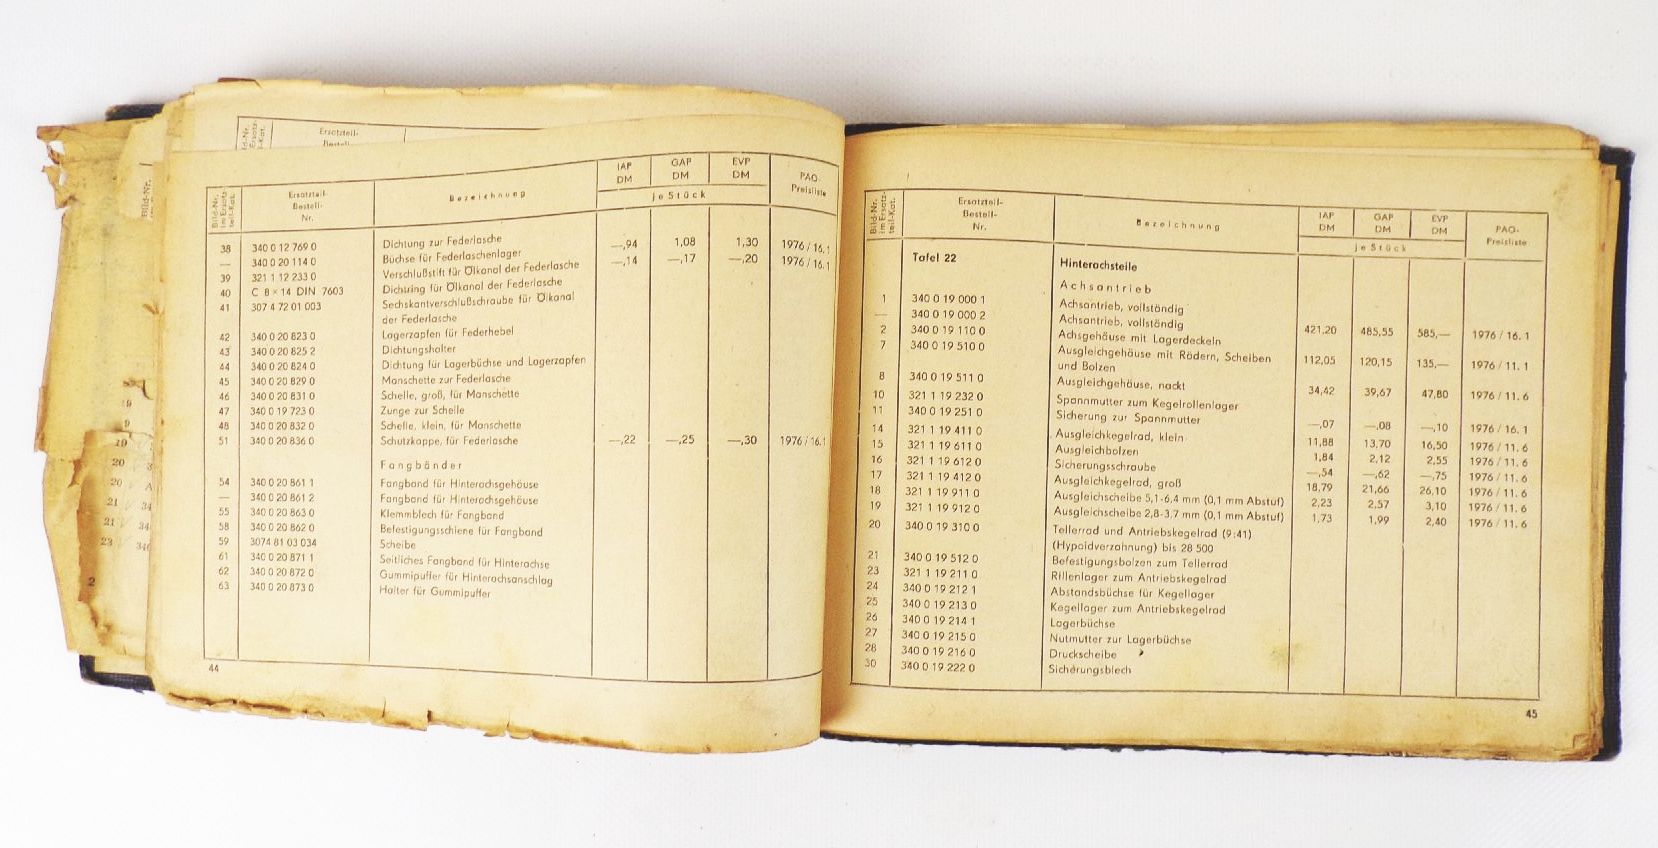 Ersatzteil-
Bestell-
Bild-Nr. im Ersatz- teil-Kat.
Ersatzteil- Bestell- Nr.
Bezeichnung
IAP DM GAP DM EVP DM
je Stück
PAO- Preisliste
38 340 0 12 769 0 Dichtung zur Federlasche —,94 1,08 1,30 1976 / 16.1
— 340 0 20 114 0 Büchse für Federlaschenlager —,14 —,17 —,20 1976 / 16.1
39 321 1 12 233 0 Verschlußstift für Ölkanal der Federlasche
40 C 8 × 14 DIN 7603 Dichtring für Ölkanal der Federlasche
41 307 4 72 01 003 Sechskantverschlußschraube für Ölkanal
der Federlasche
42 340 0 20 823 0 Lagerzapfen für Federhebel
43 340 0 20 825 2 Dichtungshalter
44 340 0 20 824 0 Dichtung für Lagerbüchse und Lagerzapfen
45 340 0 20 829 0 Manschette zur Federlasche
46 340 0 20 831 0 Schelle, groß, für Manschette
47 340 0 19 723 0 Zunge zur Schelle
48 340 0 20 832 0 Schelle, klein, für Manschette
51 340 0 20 836 0 Schutzkappe, für Federlasche —,22 —,25 —,30 1976 / 16.1
Fangbänder
54 340 0 20 861 1 Fangband für Hinterachsgehäuse
— 340 0 20 861 2 Fangband für Hinterachsgehäuse
55 340 0 20 863 0 Klemmblech für Fangband
58 340 0 20 862 0 Befestigungsschiene für Fangband
59 3074 81 03 034 Scheibe
61 340 0 20 871 1 Seitliches Fangband für Hinterachse
62 340 0 20 872 0 Gummipuffer für Hinterachsanschlag
63 340 0 20 873 0 Halter für Gummipuffer
44
Bild-Nr. im Ersatz- teil-Kat.
Ersatzteil- Bestell- Nr.
Bezeichnung
IAP DM GAP DM EVP DM
je Stück
PAO- Preisliste
Tafel 22 Hinterachsteile
Achsantrieb
1 340 0 19 000 1 Achsantrieb, vollständig
— 340 0 19 000 2 Achsantrieb, vollständig
2 340 0 19 110 0 Achsgehäuse mit Lagerdeckeln 421,20 485,55 585,— 1976 / 16. 1
7 340 0 19 510 0 Ausgleichgehäuse mit Rädern, Scheiben
und Bolzen 112,05 120,15 135,— 1976 / 11. 1
8 340 0 19 511 0 Ausgleichgehäuse, nackt 34,42 39,67 47,80 1976 / 11. 6
10 321 1 19 232 0 Spannmutter zum Kegelrollenlager
11 340 0 19 251 0 Sicherung zur Spannmutter —,07 —,08 —,10 1976 / 16. 1
14 321 1 19 411 0 Ausgleichkegelrad, klein 11,88 13,70 16,50 1976 / 11. 6
15 321 1 19 611 0 Ausgleichbolzen 1,84 2,12 2,55 1976 / 11. 6
16 321 1 19 612 0 Sicherungsschraube —,54 —,62 —,75 1976 / 11. 6
17 321 1 19 412 0 Ausgleichkegelrad, groß 18,79 21,66 26,10 1976 / 11. 6
18 321 1 19 911 0 Ausgleichscheibe 5,1-6,4 mm (0,1 mm Abstuf) 2,23 2,57 3,10 1976 / 11. 6
19 321 1 19 912 0 Ausgleichscheibe 2,8-3,7 mm (0,1 mm Abstuf) 1,73 1,99 2,40 1976 / 11. 6
20 340 0 19 310 0 Tellerrad und Antriebskegelrad (9:41)
(Hypoidverzahnung) bis 28 500
21 340 0 19 512 0 Befestigungsbolzen zum Tellerrad
23 321 1 19 211 0 Rillenlager zum Antriebskegelrad
24 340 0 19 212 1 Abstandsbüchse für Kegellager
25 340 0 19 213 0 Kegellager zum Antriebskegelrad
26 340 0 19 214 1 Lagerbüchse
27 340 0 19 215 0 Nutmutter zur Lagerbüchse
28 340 0 19 216 0 Druckscheibe
30 340 0 19 222 0 Sicherungsblech
45